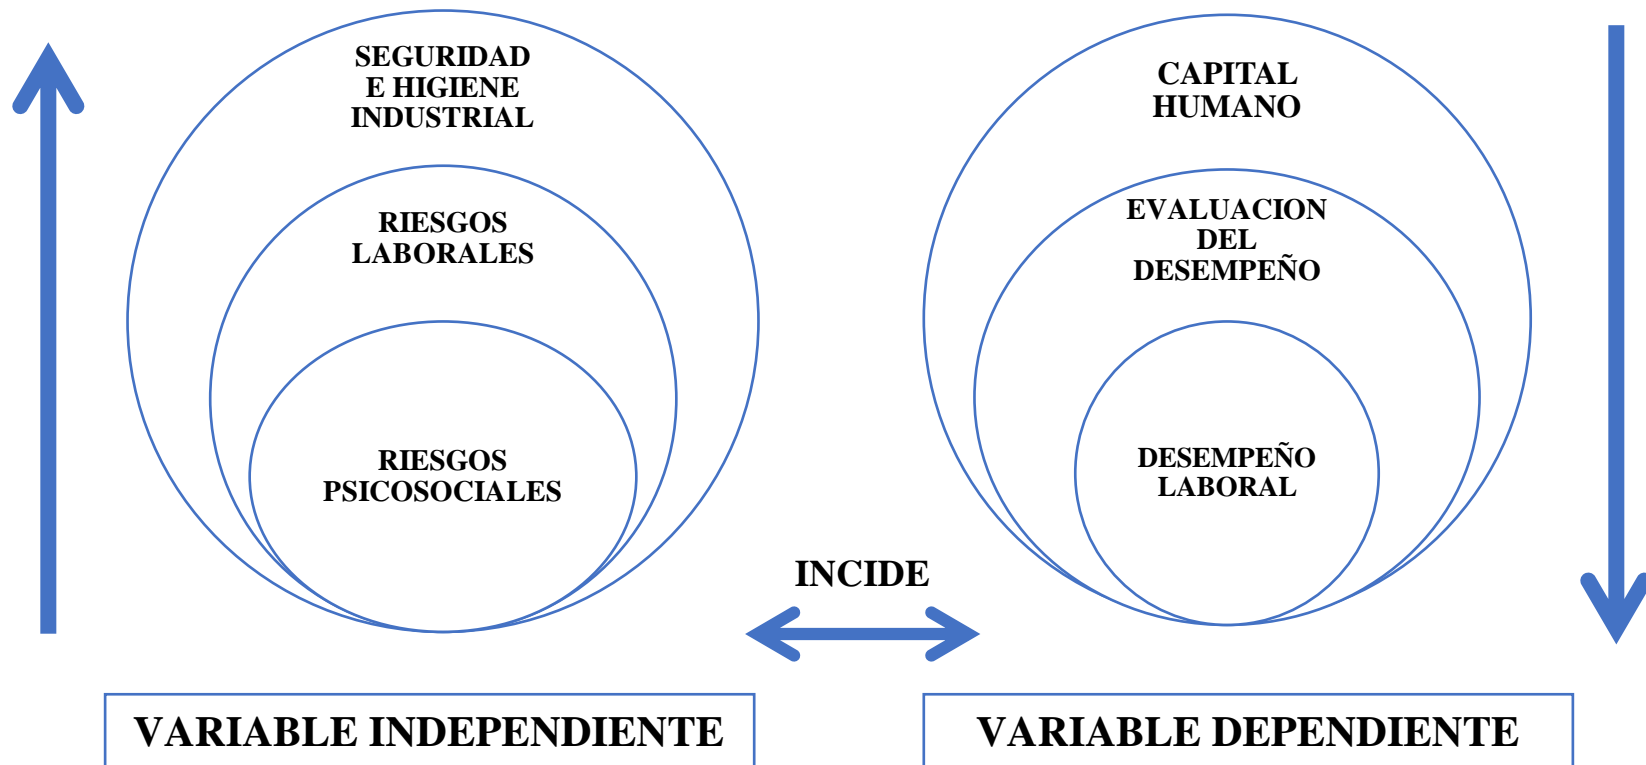 SEGURIDAD
E HIGIENE
INDUSTRIAL
RIESGOS
LABORALES
RIESGOS
PSICOSOCIALES
CAPITAL
HUMANO
EVALUACION
DEL
DESEMPEÑO
DESEMPEÑO
LABORAL
INCIDE
VARIABLE INDEPENDIENTE
VARIABLE DEPENDIENTE